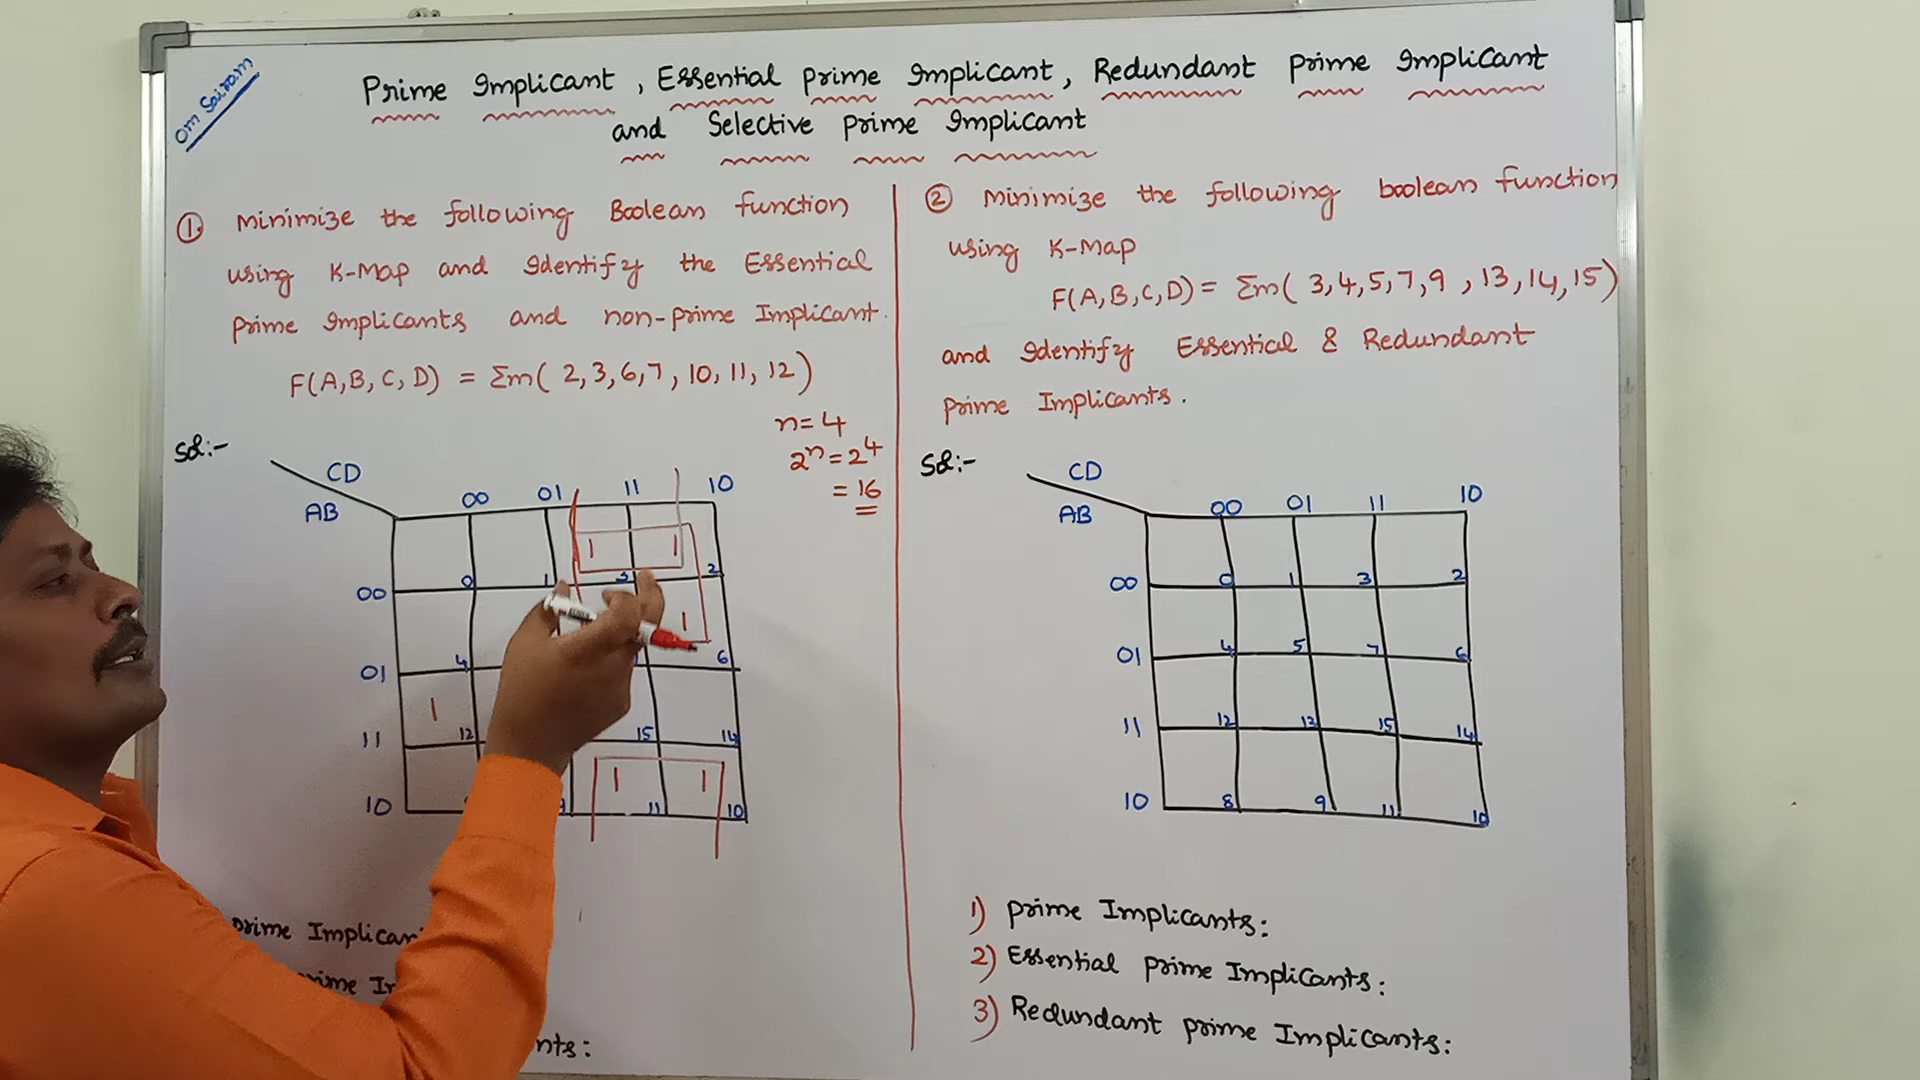 Om Sairam
Prime Implicant, Essential prime Implicant, Redundant prime Implicant
and Selective prime Implicant
1. Minimize the following Boolean function
using K-Map and Identify the Essential
prime Implicants and non-prime Implicant.
F(A,B,C,D) = Σm( 2,3,6,7,10,11,12)
n=4
2ⁿ=2⁴
=16
Sol:-
CD
AB
00 01 11 10
1 1
0 1 3 2
00
1
4 6
01
1
12 15 14
11
1 1
11 10
10
prime Implican
prime Im
nts:
2 Minimize the following boolean function
using K-Map
F(A,B,C,D) = Σm( 3,4,5,7,9,13,14,15)
and Identify Essential & Redundant
prime Implicants.
Sol:-
CD
AB
00 01 11 10
0 1 3 2
00
4 5 7 6
01
12 13 15 14
11
8 9 11 10
10
1) prime Implicants:
2) Essential prime Implicants:
3) Redundant prime Implicants: